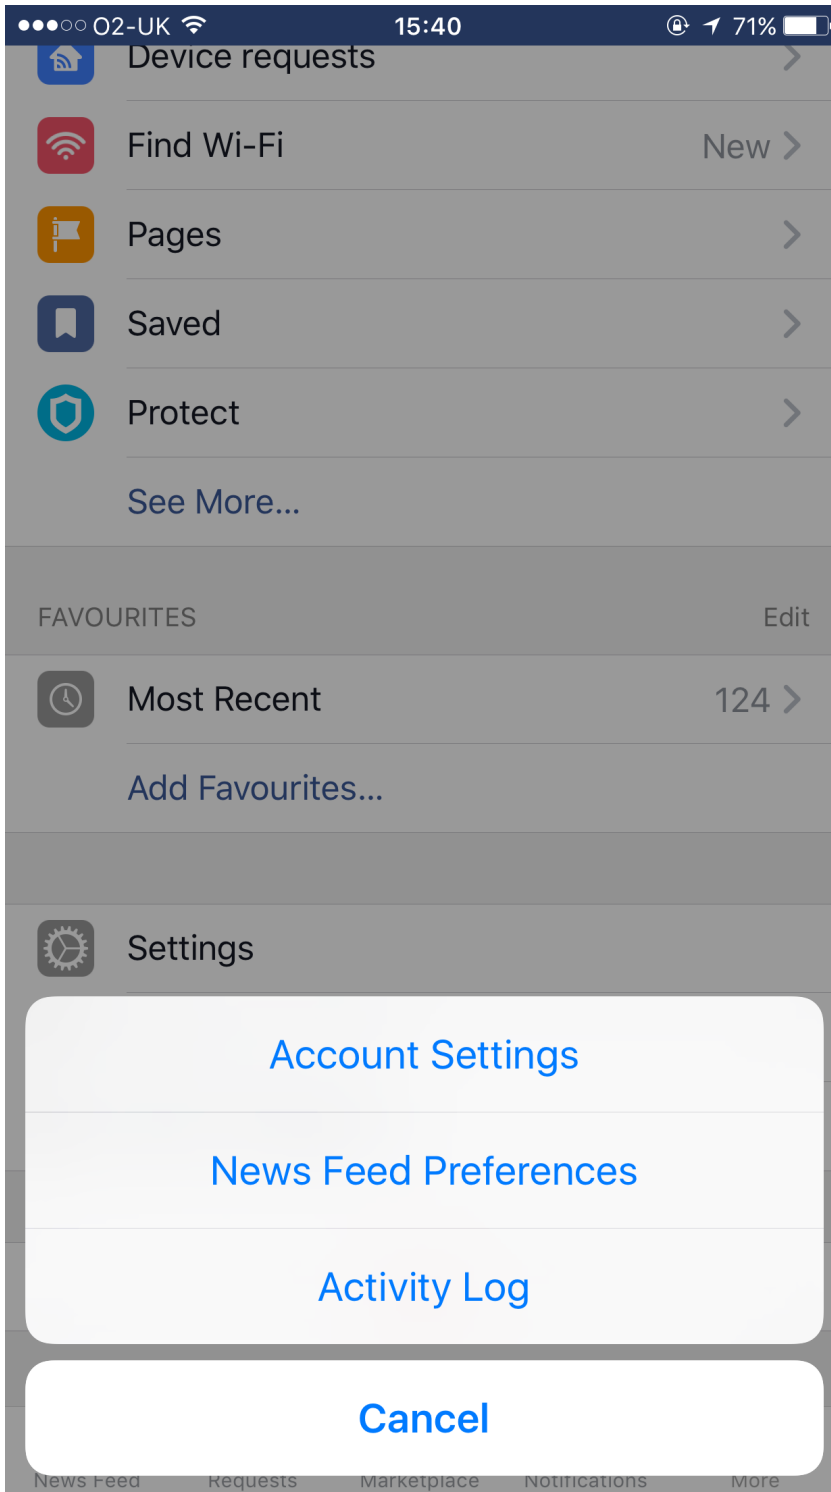 O2-UK 15:40 71%
Device requests
Find Wi-Fi New
Pages
Saved
Protect
See More...
FAVOURITES Edit
Most Recent 124
Add Favourites...
Settings
Account Settings
News Feed Preferences
Activity Log
Cancel
News Feed Requests Marketplace Notifications More